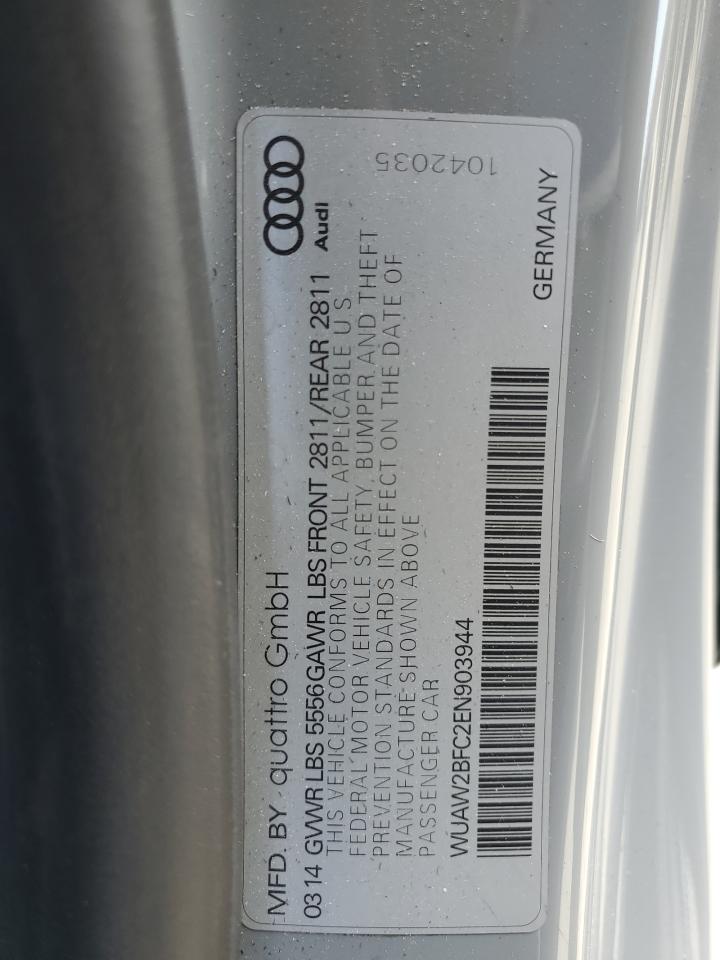 MFD. BY · quattro GmbH
Audi
0314 GVWR LBS 5556 GAWR LBS FRONT 2811/REAR 2811
THIS VEHICLE CONFORMS TO ALL APPLICABLE U S
FEDERAL MOTOR VEHICLE SAFETY, BUMPER AND THEFT
PREVENTION STANDARDS IN EFFECT ON THE DATE OF
MANUFACTURE SHOWN ABOVE
PASSENGER CAR
1042035
WUAW2BFC2EN903944
GERMANY